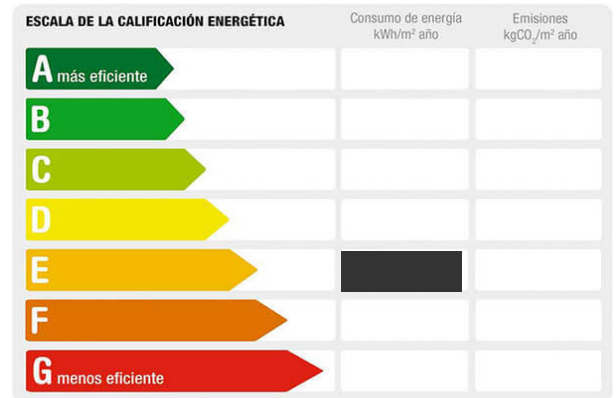 ESCALA DE LA CALIFICACIÓN ENERGÉTICA
Consumo de energía
kWh/m² año
Emisiones
kgCO₂/m² año
A más eficiente
B
C
D
E
F
G menos eficiente